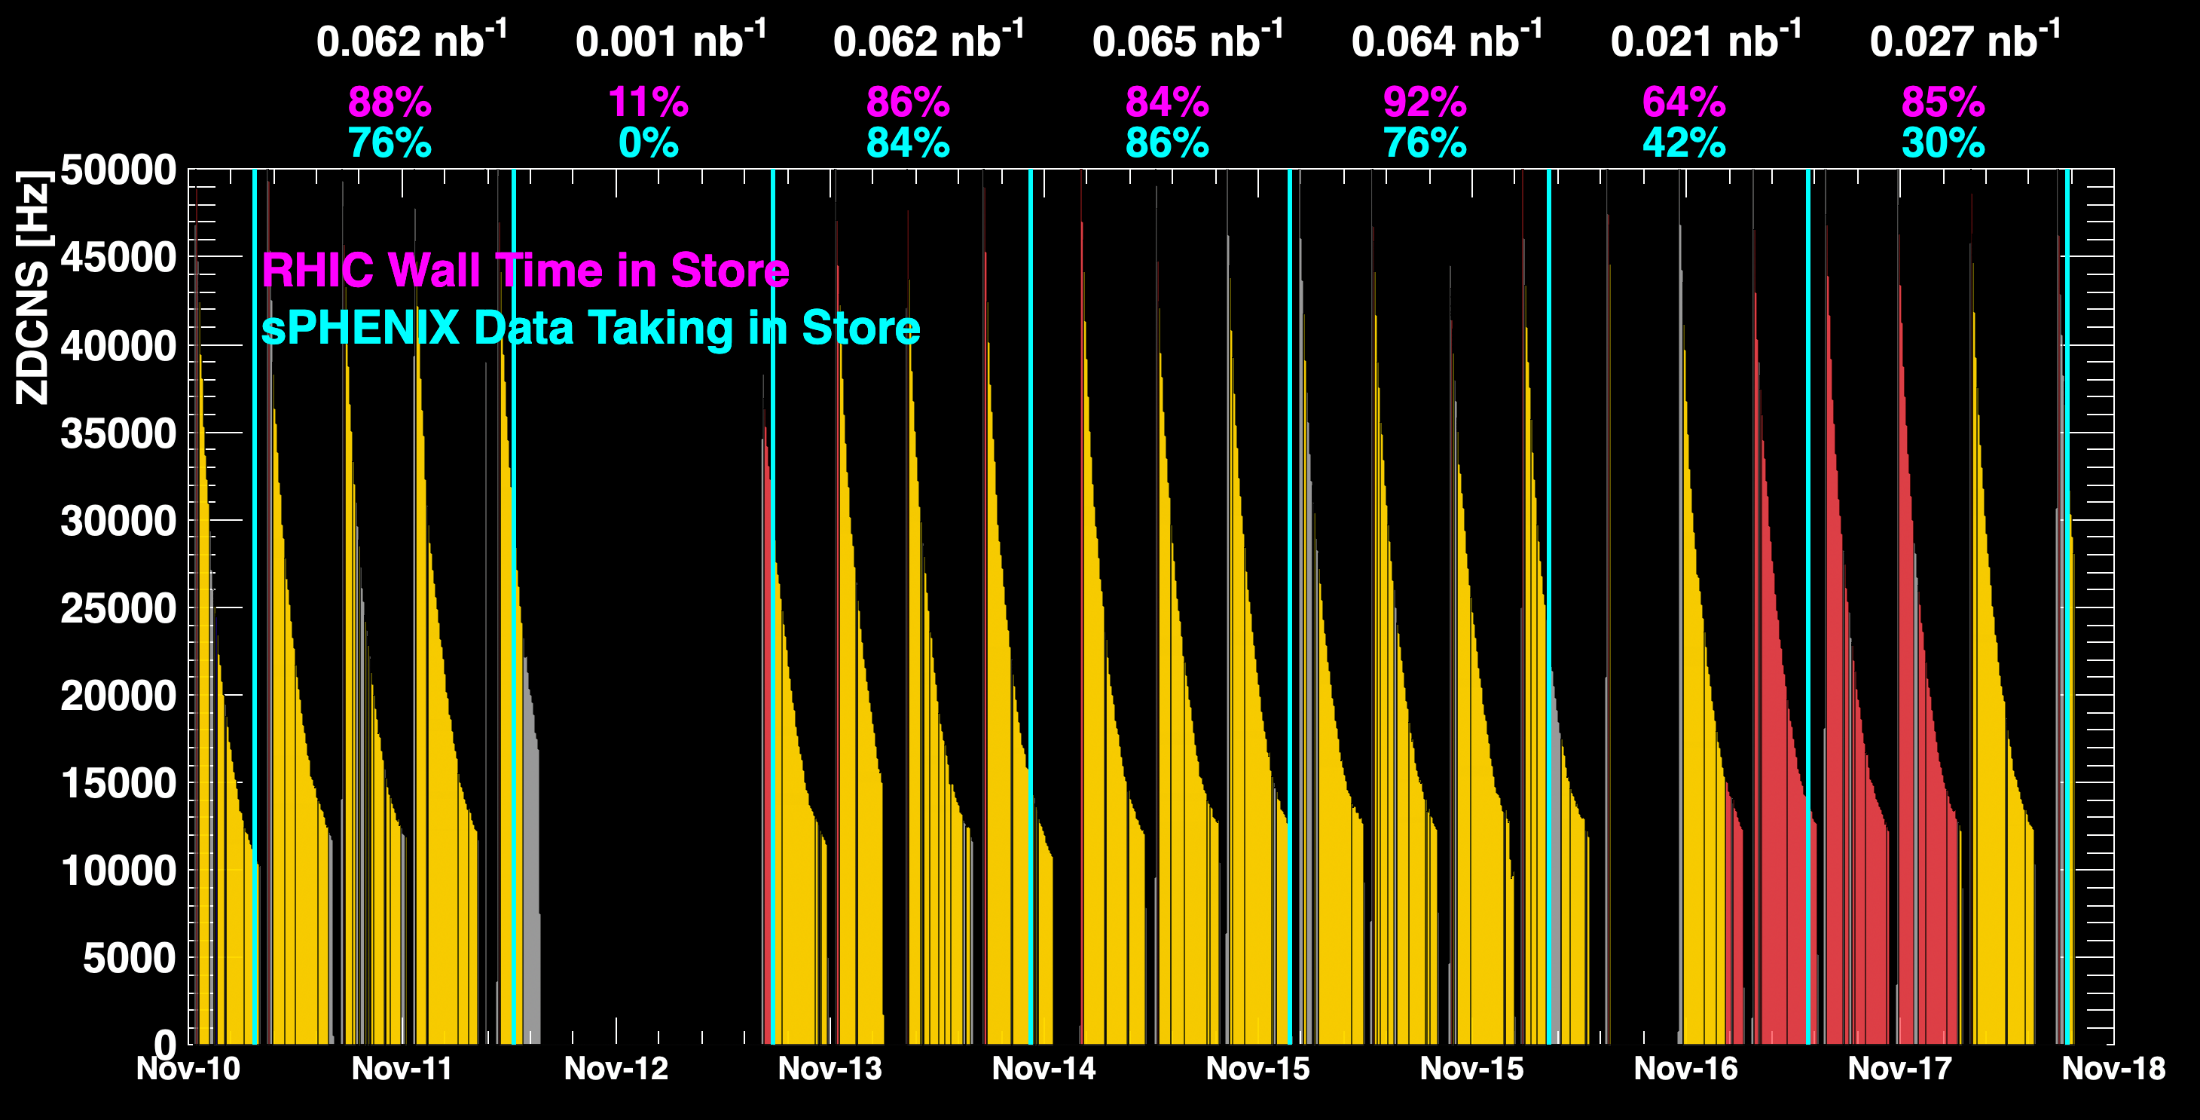 0.062 nb-1 0.001 nb-1 0.062 nb-1 0.065 nb-1 0.064 nb-1 0.021 nb-1 0.027 nb-1
88% 11% 86% 84% 92% 64% 85%
76% 0% 84% 86% 76% 42% 30%
ZDCNS [Hz]
50000
45000
RHIC Wall Time in Store
sPHENIX Data Taking in Store
40000
35000
30000
25000
20000
15000
10000
5000
0
Nov-10 Nov-11 Nov-12 Nov-13 Nov-14 Nov-15 Nov-15 Nov-16 Nov-17 Nov-18